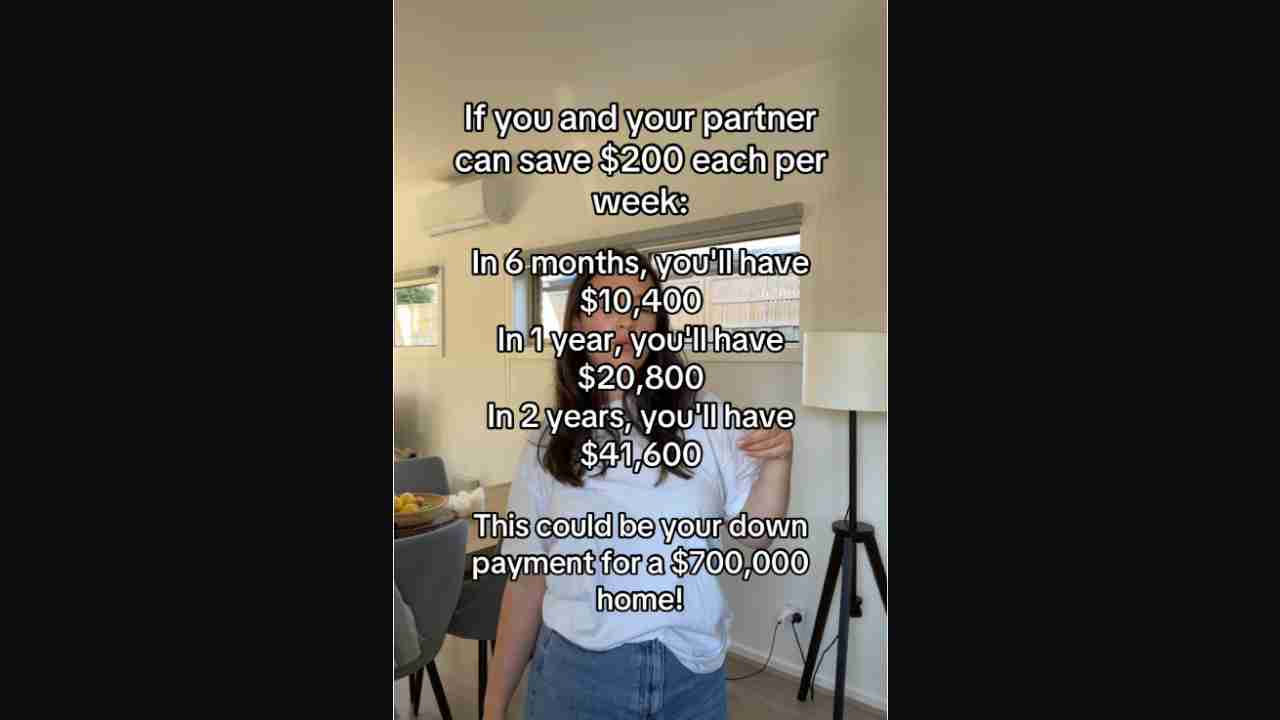 If you and your partner
can save $200 each per
week:
In 6 months, you'll have
$10,400
In 1 year, you'll have
$20,800
In 2 years, you'll have
$41,600
This could be your down
payment for a $700,000
home!